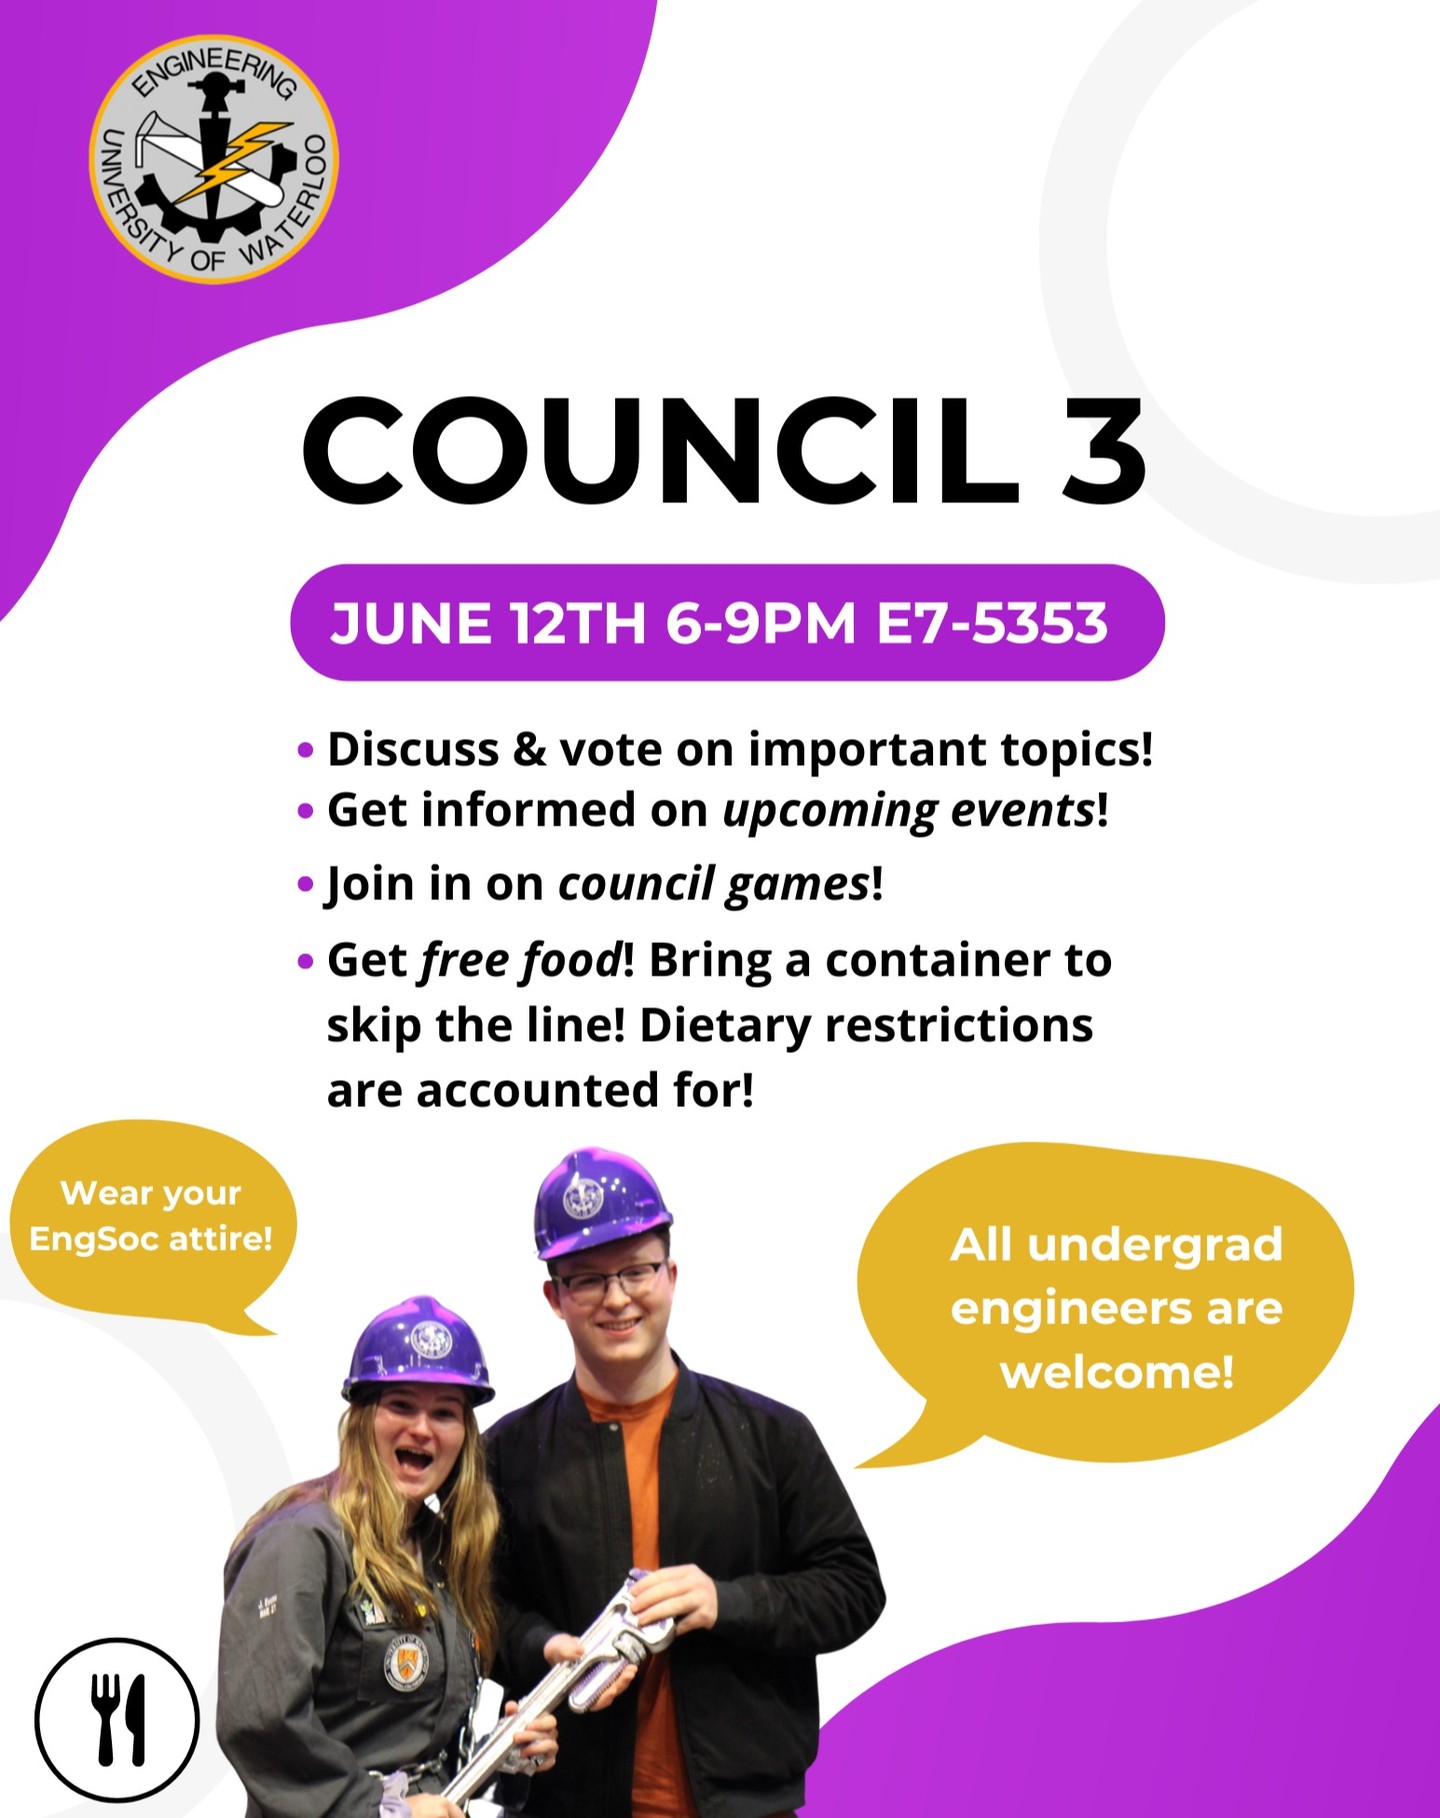 ENGINEERING
UNIVERSITY OF WATERLOO
COUNCIL 3
JUNE 12TH 6-9PM E7-5353
• Discuss & vote on important topics!
• Get informed on upcoming events!
• Join in on council games!
• Get free food! Bring a container to
skip the line! Dietary restrictions
are accounted for!
Wear your
EngSoc attire!
All undergrad
engineers are
welcome!